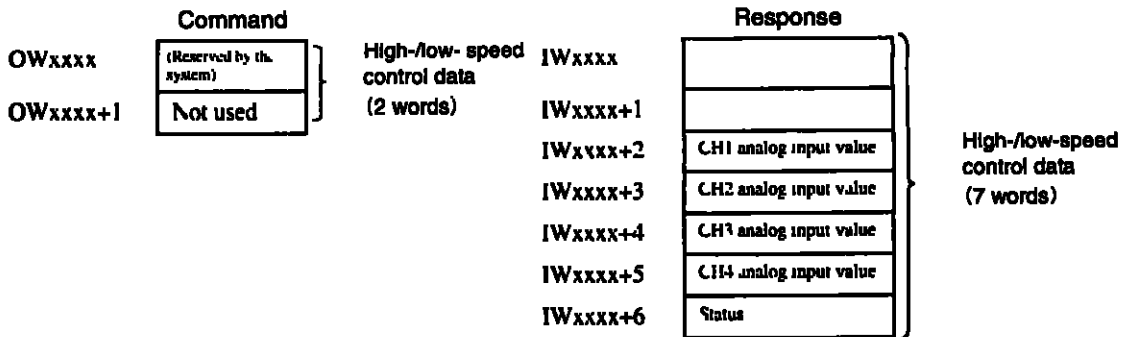 Command
OWxxxx
(Reserved by the
system)
OWxxxx+1
Not used
High-/low- speed
control data
(2 words)
Response
IWxxxx
IWxxxx+1
IWxxxx+2
CH1 analog input value
IWxxxx+3
CH2 analog input value
IWxxxx+4
CH3 analog input value
IWxxxx+5
CH4 analog input value
IWxxxx+6
Status
High-/low-speed
control data
(7 words)